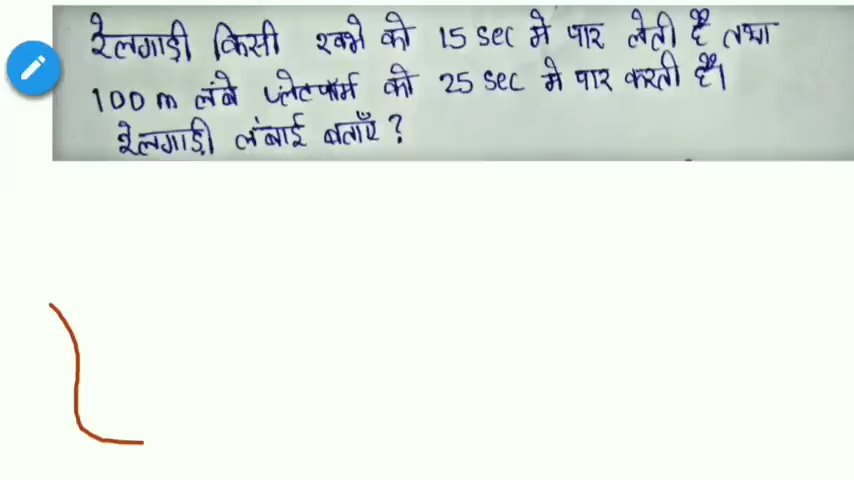 रेलगाड़ी किसी खम्भे को 15 sec मे पार लेती है तथा
100 m लंबे प्लेटफॉर्म को 25 sec मे पार करती है।
रेलगाड़ी लंबाई बताएँ ?